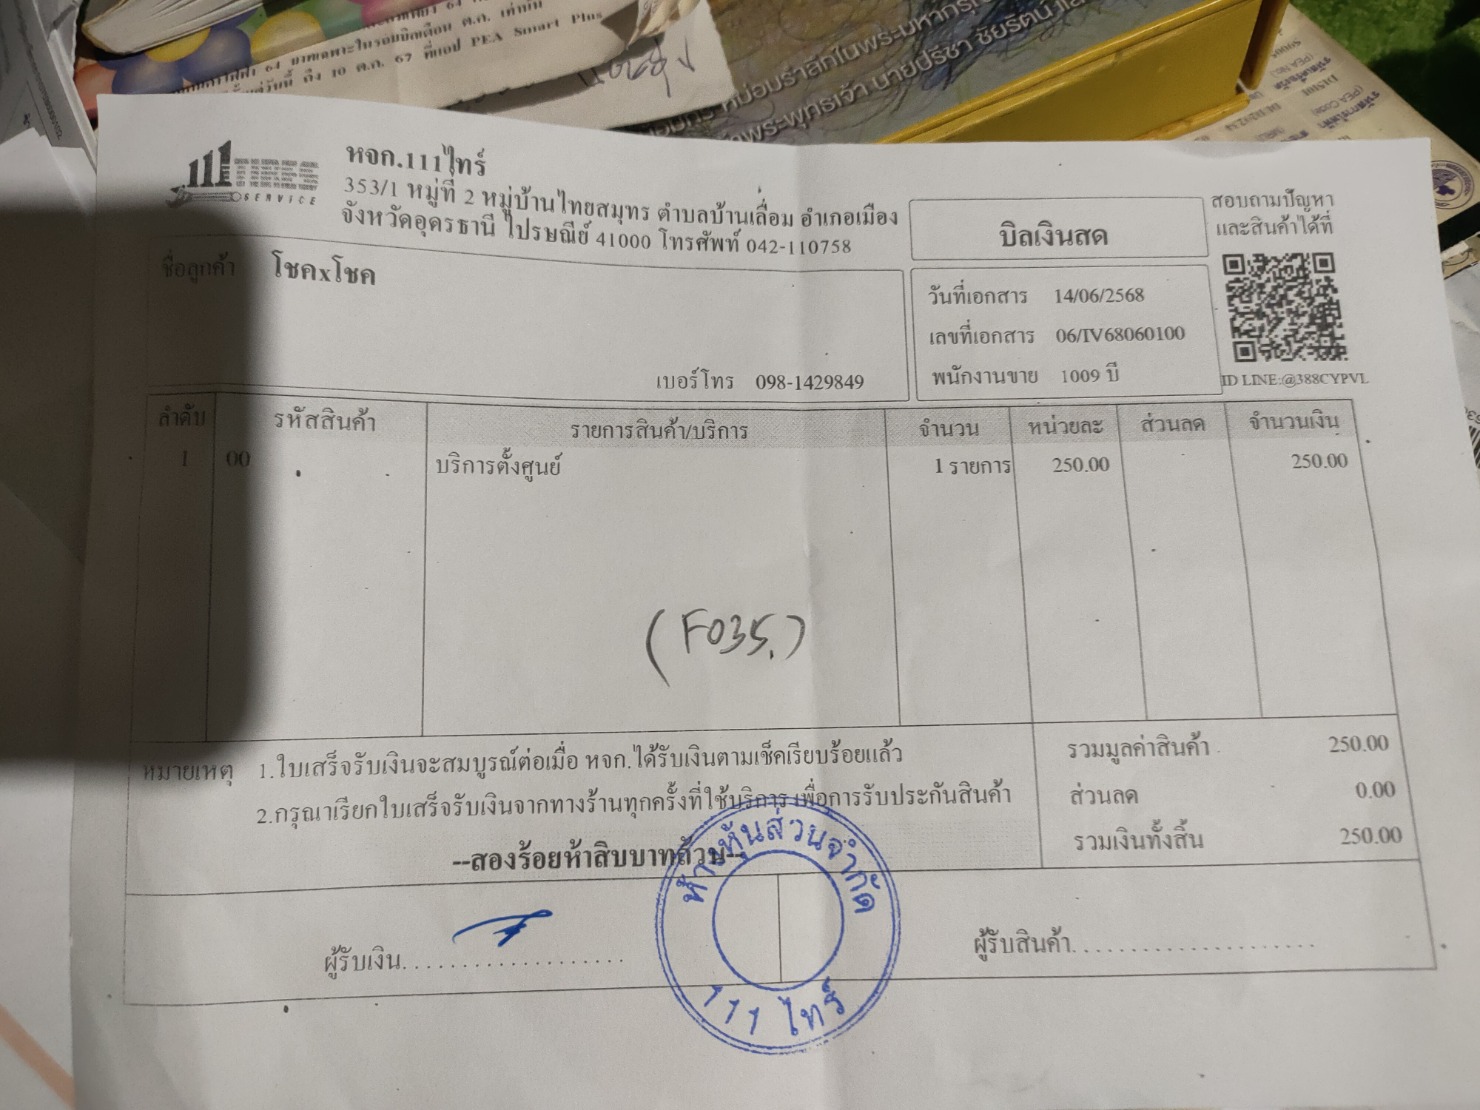 ที่แอป PEA Smart Plus
ถึง 10 ต.ค. 67
111
SERVICE
หจก.111ไทร์
353/1 หมู่ที่ 2 หมู่บ้านไทยสมุทร ตำบลบ้านเลื่อม อำเภอเมือง
จังหวัดอุดรธานี ไปรษณีย์ 41000 โทรศัพท์ 042-110758
บิลเงินสด
สอบถามปัญหา
และสินค้าได้ที่
ID LINE:@388CYPVL
ชื่อลูกค้า โชคxโชค
เบอร์โทร 098-1429849
วันที่เอกสาร 14/06/2568
เลขที่เอกสาร 06/IV68060100
พนักงานขาย 1009 บี
ลำดับ รหัสสินค้า รายการสินค้า/บริการ จำนวน หน่วยละ ส่วนลด จำนวนเงิน
1 00 บริการตั้งศูนย์ 1 รายการ 250.00 250.00
(F035.)
หมายเหตุ 1.ใบเสร็จรับเงินจะสมบูรณ์ต่อเมื่อ หจก.ได้รับเงินตามเช็คเรียบร้อยแล้ว
2.กรุณาเรียกใบเสร็จรับเงินจากทางร้านทุกครั้งที่ใช้บริการ เพื่อการรับประกันสินค้า
--สองร้อยห้าสิบบาทถ้วน--
รวมมูลค่าสินค้า 250.00
ส่วนลด 0.00
รวมเงินทั้งสิ้น 250.00
ผู้รับเงิน....................
ผู้รับสินค้า......................
ห้างหุ้นส่วนจำกัด
111 ไทร์